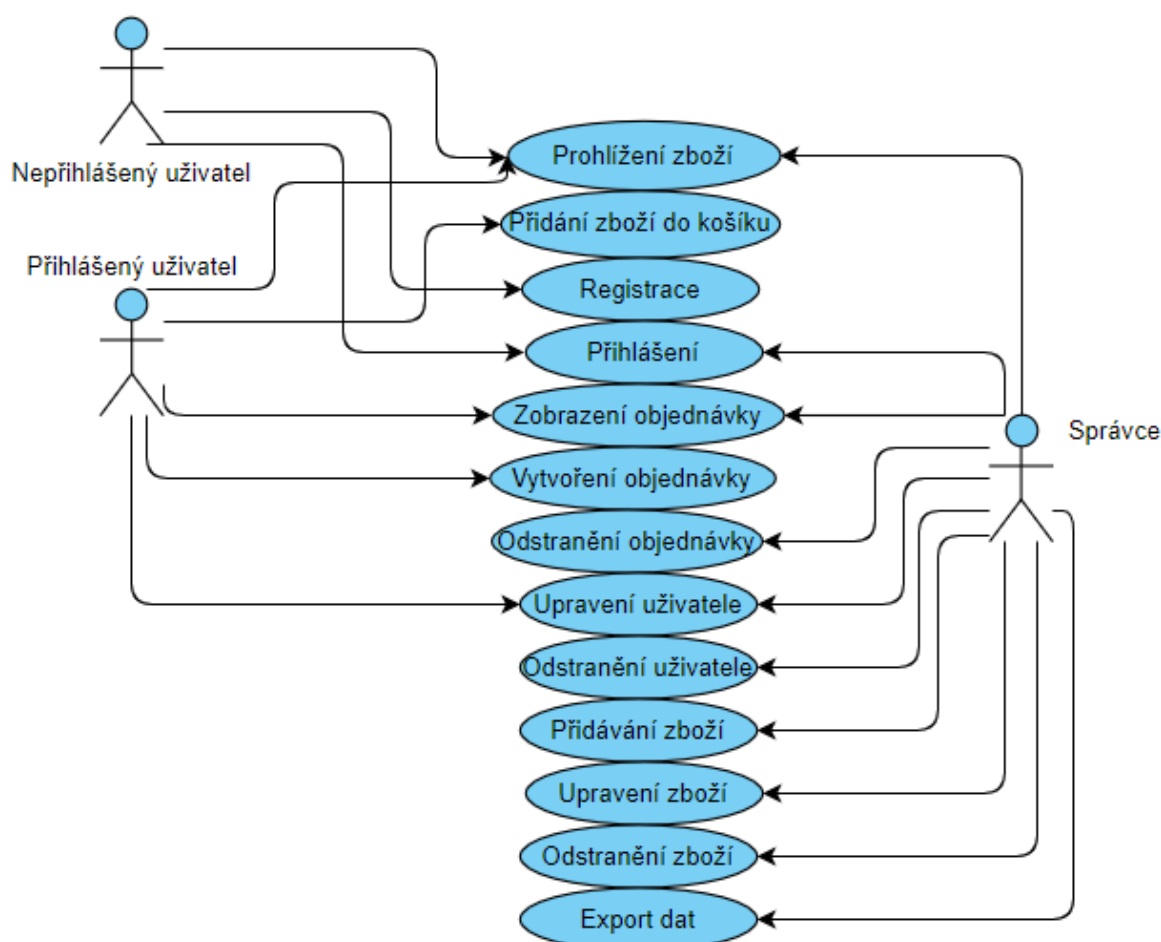 Nepřihlášený uživatel
Prohlížení zboží
Přidání zboží do košíku
Přihlášený uživatel
Registrace
Přihlášení
Zobrazení objednávky
Správce
Vytvoření objednávky
Odstranění objednávky
Upravení uživatele
Odstranění uživatele
Přidávání zboží
Upravení zboží
Odstranění zboží
Export dat